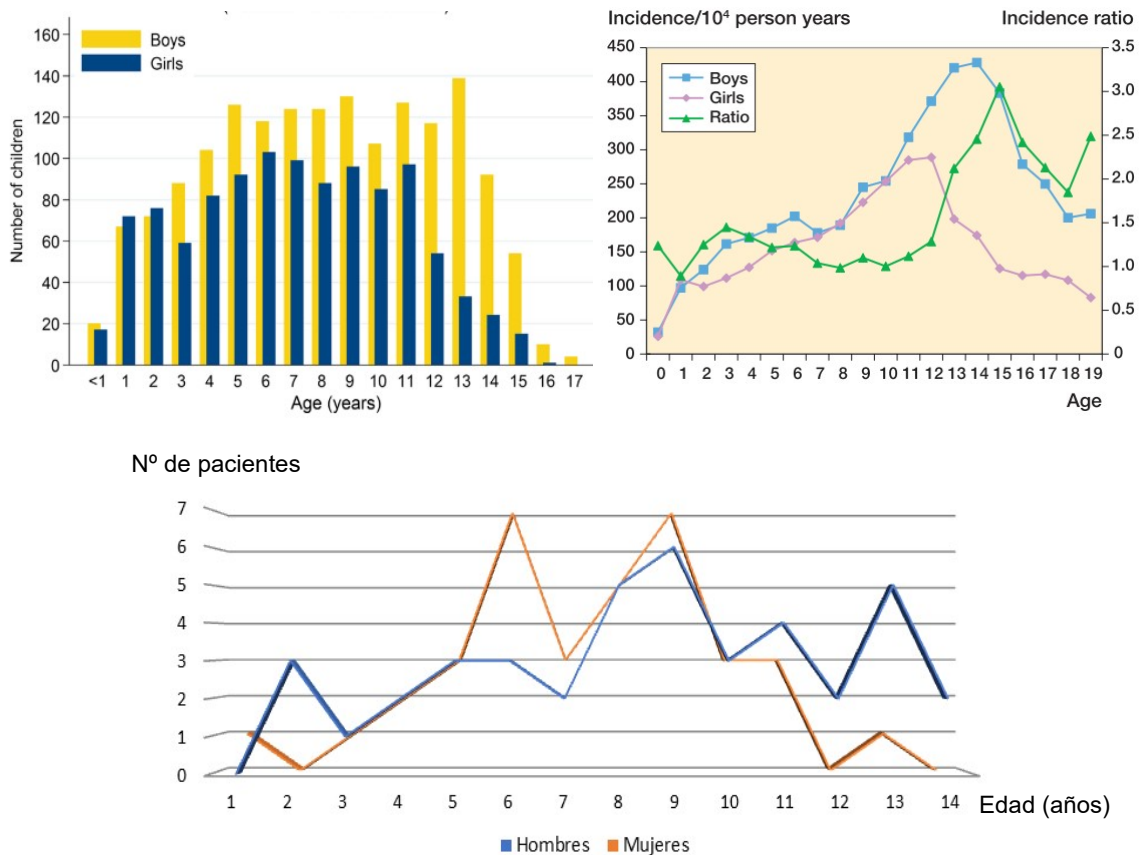 160
140
120
100
80
60
40
20
0
Number of children
Boys
Girls
<1 1 2 3 4 5 6 7 8 9 10 11 12 13 14 15 16 17
Age (years)
Incidence/10⁴ person years
Incidence ratio
450
400
350
300
250
200
150
100
50
0
Boys
Girls
Ratio
3.5
3.0
2.5
2.0
1.5
1.0
0.5
0
0 1 2 3 4 5 6 7 8 9 10 11 12 13 14 15 16 17 18 19
Age
Nº de pacientes
7
6
5
4
3
2
1
0
1 2 3 4 5 6 7 8 9 10 11 12 13 14
Edad (años)
Hombres Mujeres